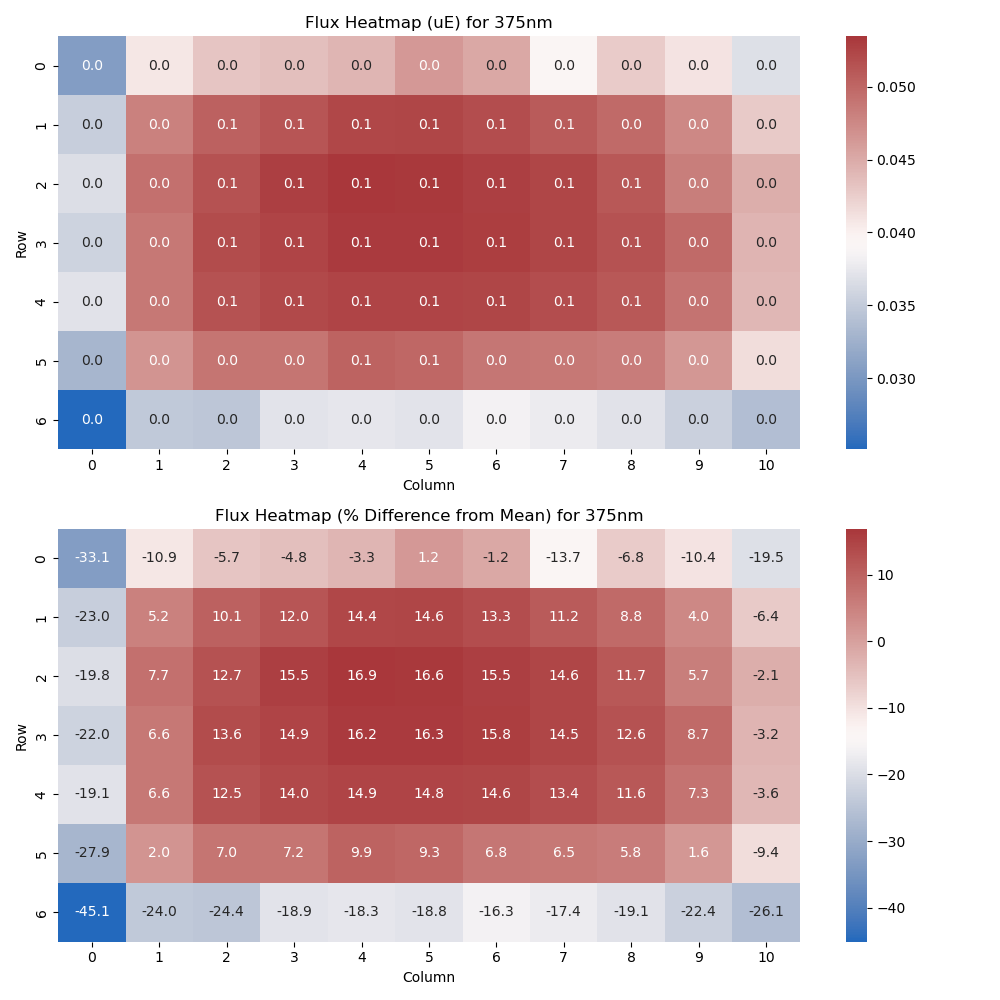 Flux Heatmap (uE) for 375nm
0 0.0 0.0 0.0 0.0 0.0 0.0 0.0 0.0 0.0 0.0 0.0
1 0.0 0.0 0.1 0.1 0.1 0.1 0.1 0.1 0.0 0.0 0.0
2 0.0 0.0 0.1 0.1 0.1 0.1 0.1 0.1 0.1 0.0 0.0
3 0.0 0.0 0.1 0.1 0.1 0.1 0.1 0.1 0.1 0.0 0.0
4 0.0 0.0 0.1 0.1 0.1 0.1 0.1 0.1 0.1 0.0 0.0
5 0.0 0.0 0.0 0.0 0.1 0.1 0.0 0.0 0.0 0.0 0.0
6 0.0 0.0 0.0 0.0 0.0 0.0 0.0 0.0 0.0 0.0 0.0
Row
0 1 2 3 4 5 6 7 8 9 10
Column
0.050
0.045
0.040
0.035
0.030
Flux Heatmap (% Difference from Mean) for 375nm
0 -33.1 -10.9 -5.7 -4.8 -3.3 1.2 -1.2 -13.7 -6.8 -10.4 -19.5
1 -23.0 5.2 10.1 12.0 14.4 14.6 13.3 11.2 8.8 4.0 -6.4
2 -19.8 7.7 12.7 15.5 16.9 16.6 15.5 14.6 11.7 5.7 -2.1
3 -22.0 6.6 13.6 14.9 16.2 16.3 15.8 14.5 12.6 8.7 -3.2
4 -19.1 6.6 12.5 14.0 14.9 14.8 14.6 13.4 11.6 7.3 -3.6
5 -27.9 2.0 7.0 7.2 9.9 9.3 6.8 6.5 5.8 1.6 -9.4
6 -45.1 -24.0 -24.4 -18.9 -18.3 -18.8 -16.3 -17.4 -19.1 -22.4 -26.1
Row
0 1 2 3 4 5 6 7 8 9 10
Column
10
0
−10
−20
−30
−40